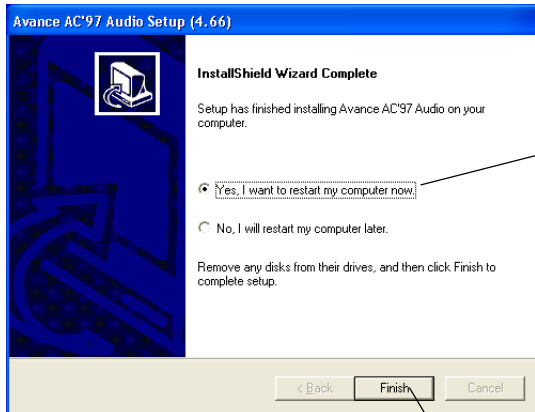 Avance AC'97 Audio Setup (4.66)
InstallShield Wizard Complete
Setup has finished installing Avance AC'97 Audio on your
computer.
Yes, I want to restart my computer now.
No, I will restart my computer later.
Remove any disks from their drives, and then click Finish to
complete setup.
< Back
Finish
Cancel